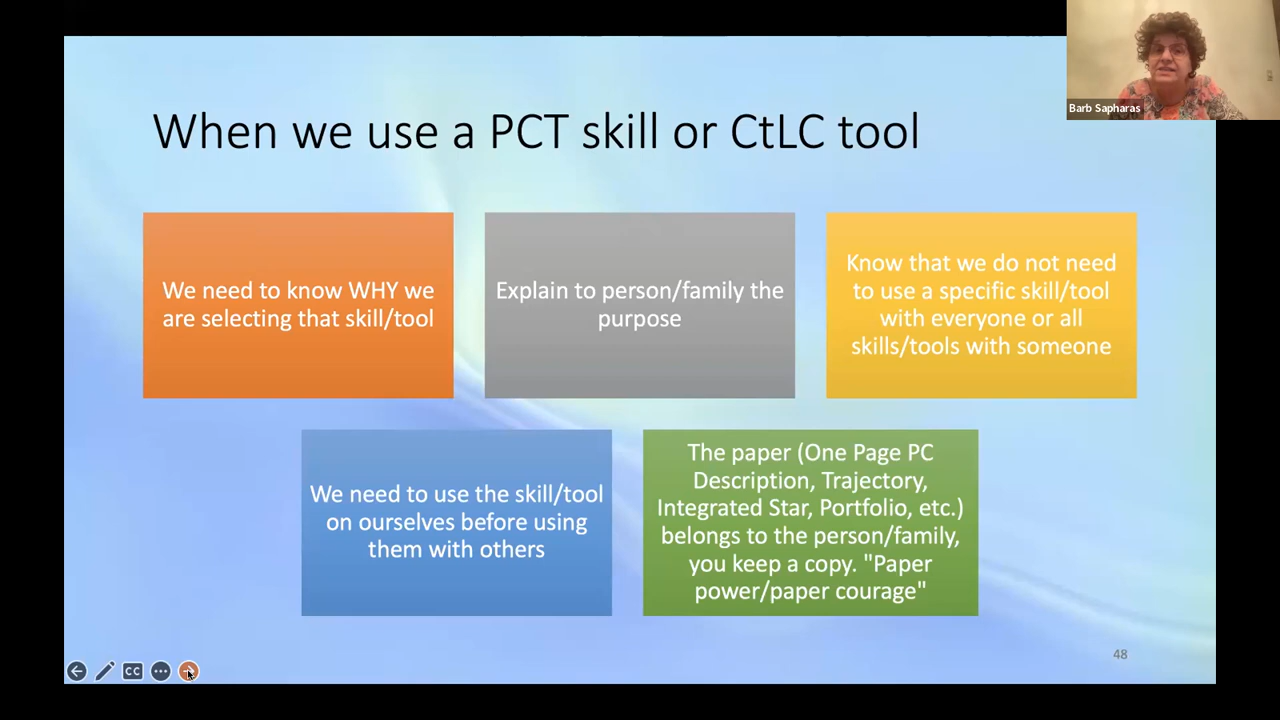 Barb Sapharas
When we use a PCT skill or CtLC tool
We need to know WHY we
are selecting that skill/tool
Explain to person/family the
purpose
Know that we do not need
to use a specific skill/tool
with everyone or all
skills/tools with someone
We need to use the skill/tool
on ourselves before using
them with others
The paper (One Page PC
Description, Trajectory,
Integrated Star, Portfolio, etc.)
belongs to the person/family,
you keep a copy. "Paper
power/paper courage"
48
CC